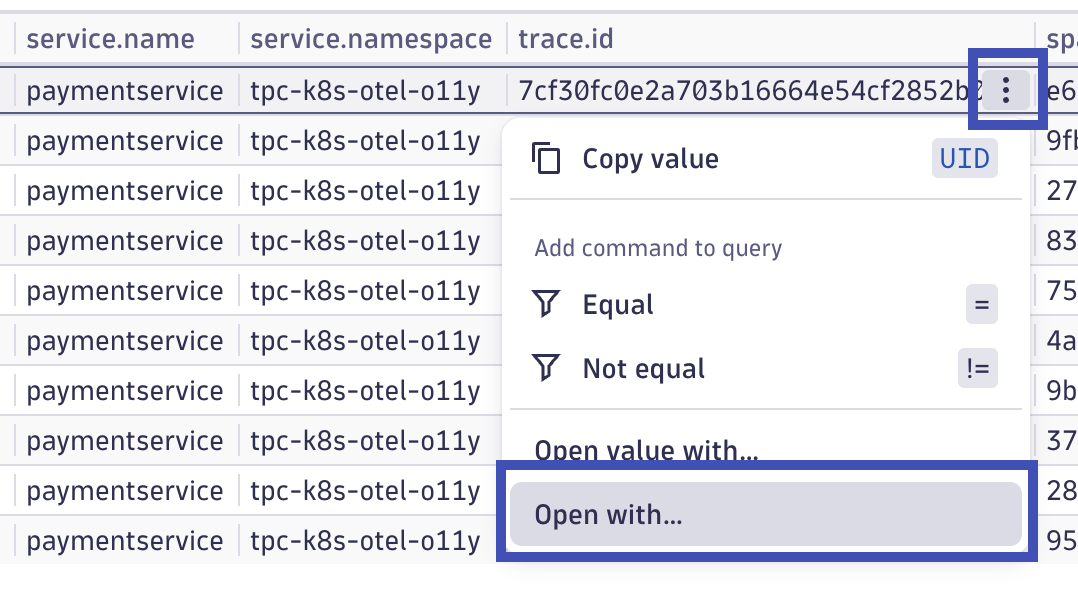 service.name service.namespace trace.id
paymentservice tpc-k8s-otel-o11y 7cf30fc0e2a703b16664e54cf2852b e6
paymentservice tpc-k8s-otel-o11y Copy value UID 9fb
paymentservice tpc-k8s-otel-o11y 27
paymentservice tpc-k8s-otel-o11y Add command to query 83
paymentservice tpc-k8s-otel-o11y Equal = 75
paymentservice tpc-k8s-otel-o11y Not equal != 4a
paymentservice tpc-k8s-otel-o11y 9b
paymentservice tpc-k8s-otel-o11y Open value with... 37
paymentservice tpc-k8s-otel-o11y Open with... 28
paymentservice tpc-k8s-otel-o11y 95